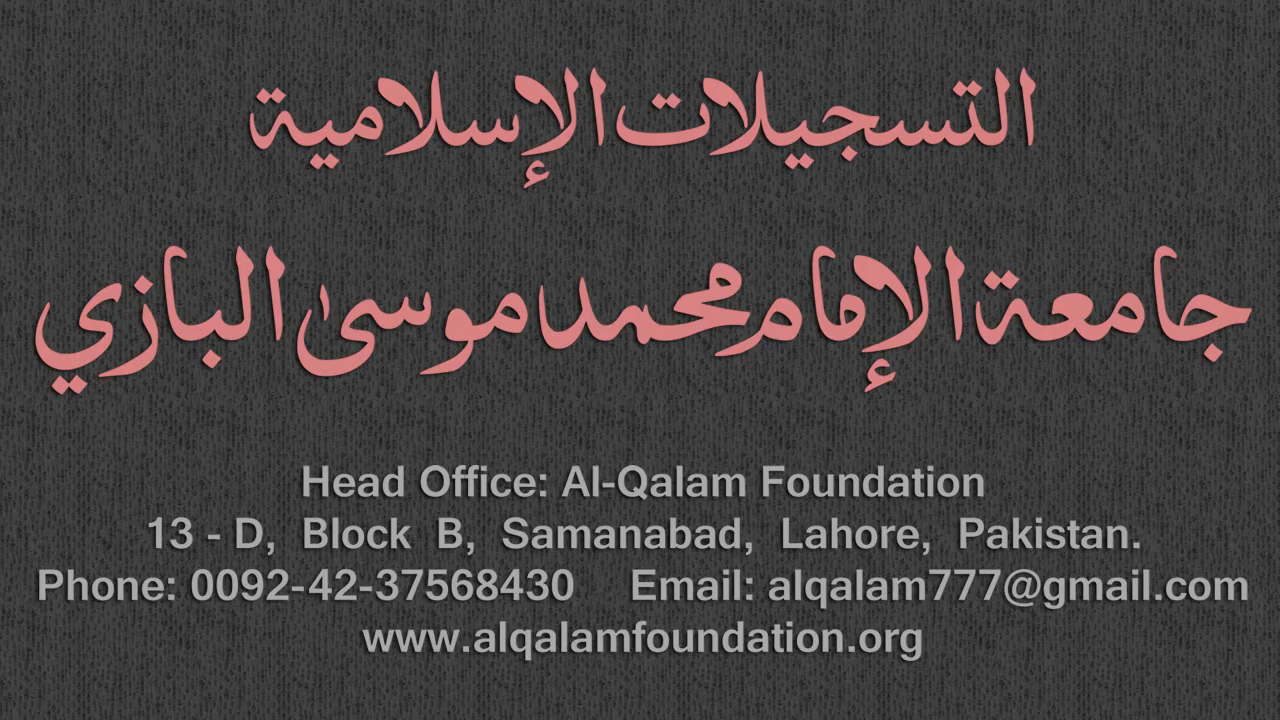 التسجيلات الإسلامية
جامعة الإمام محمد موسىٰ البازي
Head Office: Al-Qalam Foundation
13 - D, Block B, Samanabad, Lahore, Pakistan.
Phone: 0092-42-37568430 Email: alqalam777@gmail.com
www.alqalamfoundation.org